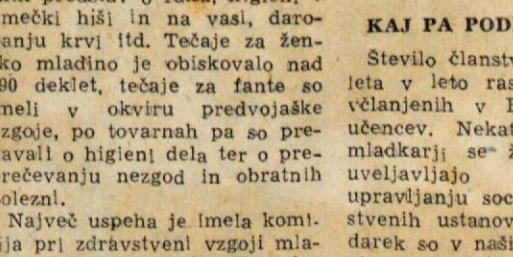 mečki hiši in na vasi, daro-
anju krvi itd. Tečaje za žen-
ko mladino je obiskovalo nad
90 deklet, tečaje za fante so
meli v okviru predvojaške
zgoje, po tovarnah pa so pre-
avali o higieni dela ter o pre-
rečevanju nezgod in obratnih
olezni.
Največ uspeha je imela komi-
ija pri zdravstveni vzgoji mla-
KAJ PA POD
Število članstv
leta v leto ras
včlanjenih v
učencev. Nekat
mladkarji se
uveljavljajo
upravljanju soc
stvenih ustanov
darek so v naši